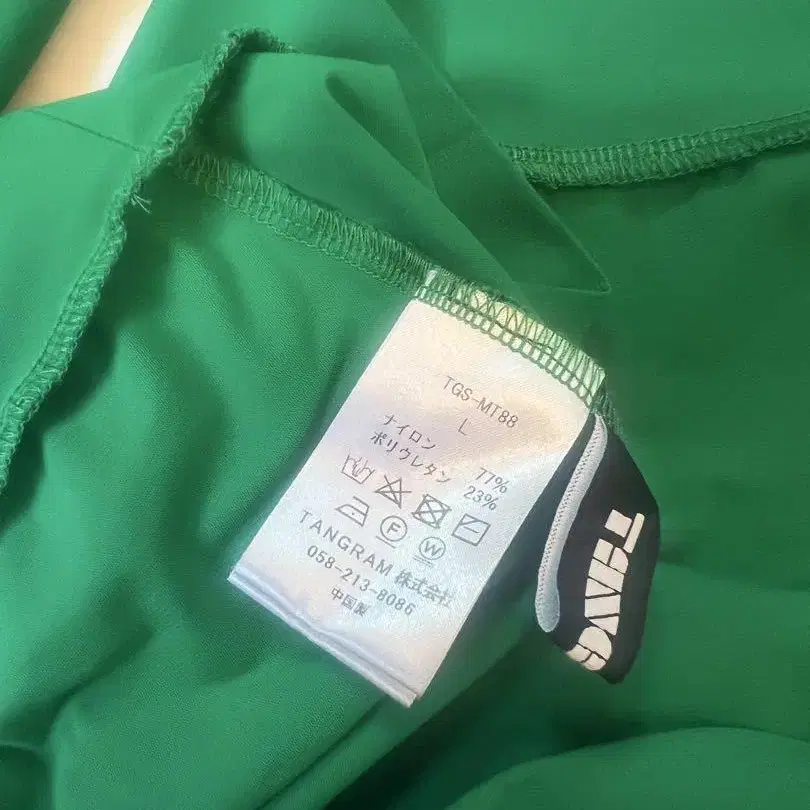 TGS-MT88
L
ナイロン 77%
ポリウレタン 23%
F
W
TANGRAM 株式会社
058-213-8086
中国製